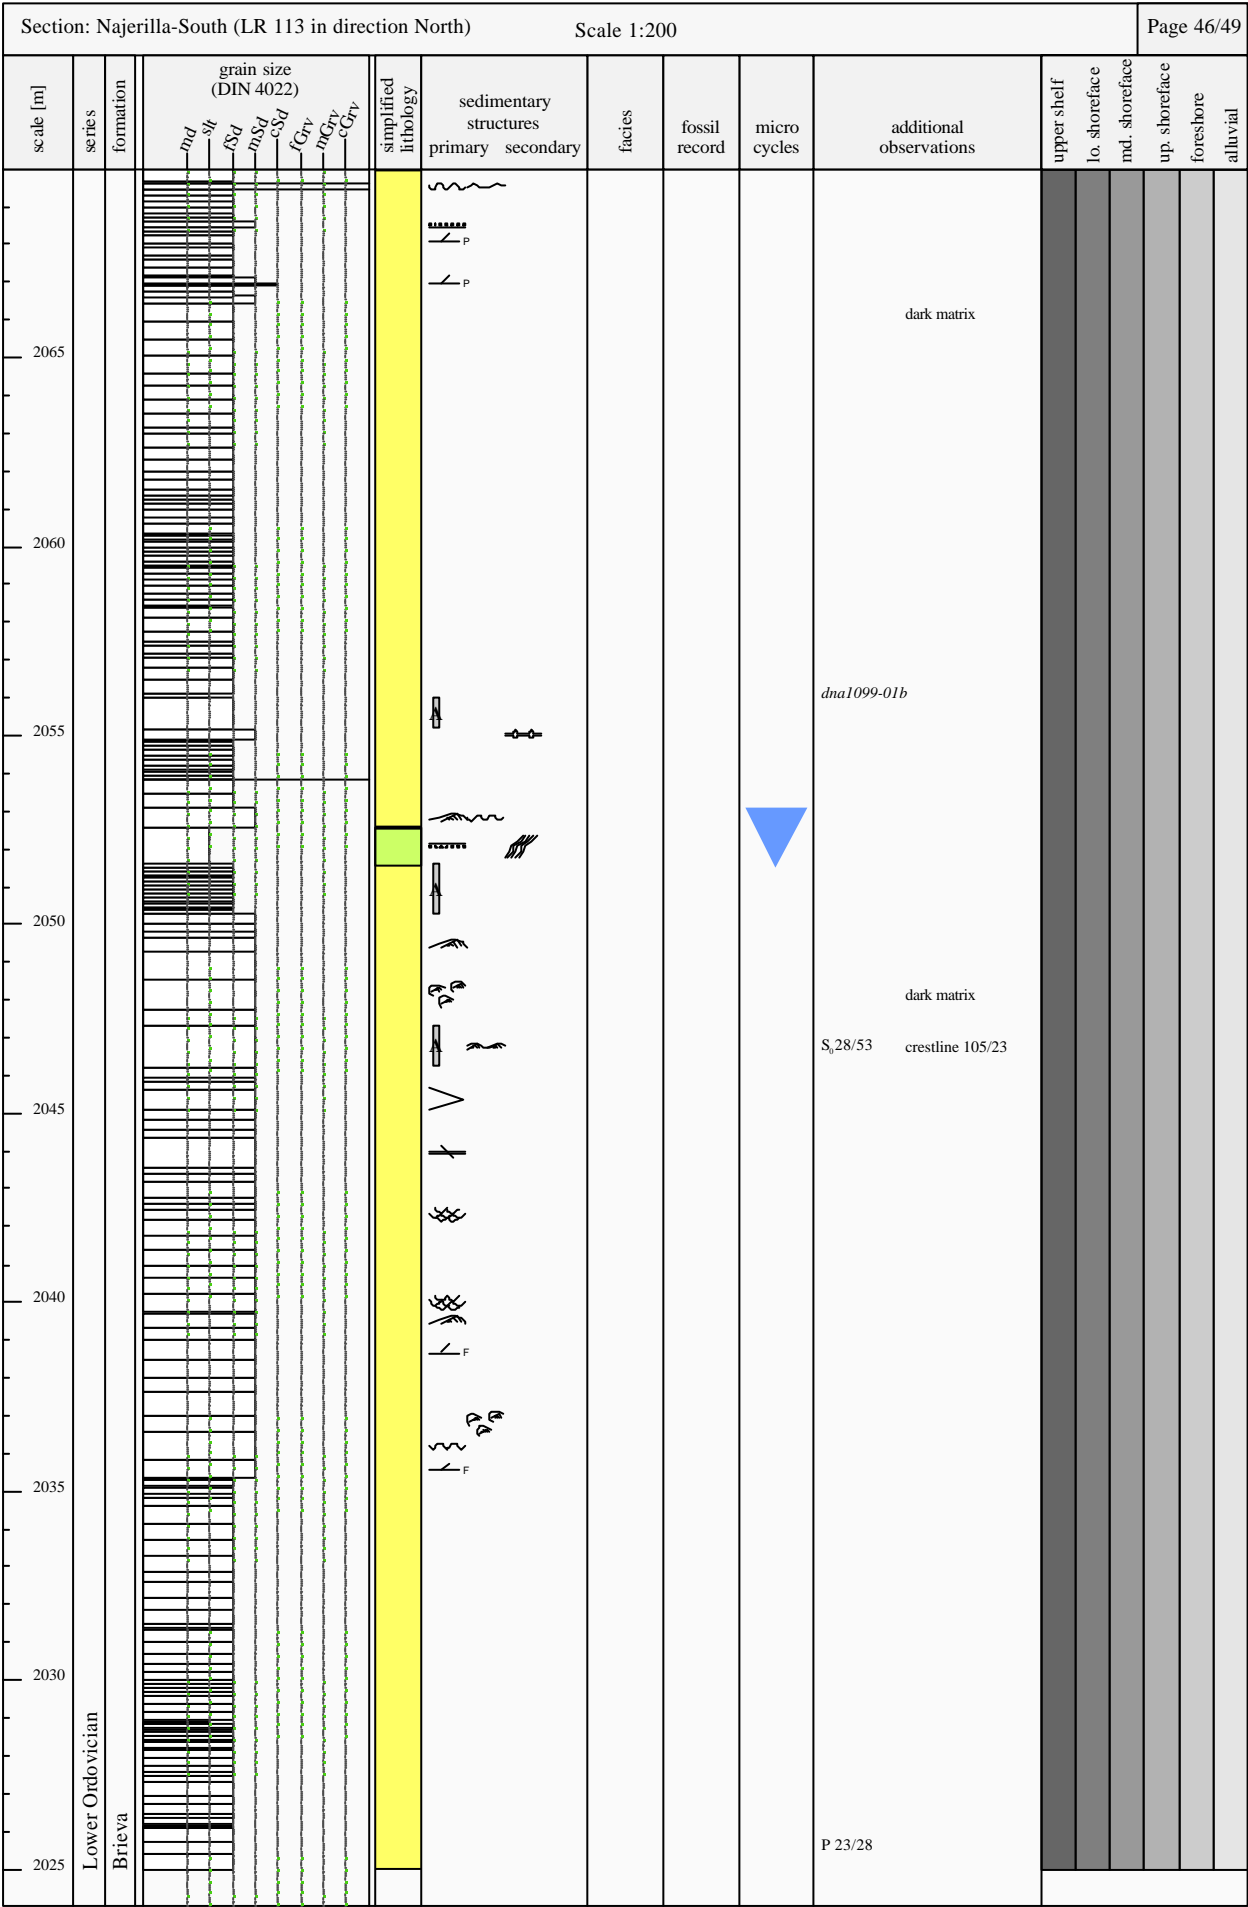 Section: Najerilla-South (LR 113 in direction North) Scale 1:200 Page 46/49
scale [m]
series
formation
grain size
(DIN 4022)
md
slt
fSd
mSd
cSd
fGrv
mGrv
cGrv
simplified
lithology
sedimentary
structures
primary secondary
facies
fossil
record
micro
cycles
additional
observations
upper shelf
lo. shoreface
md. shoreface
up. shoreface
foreshore
alluvial
P
P
dark matrix
2065
2060
dna1099-01b
A
2055
A
2050
dark matrix
A
S₀28/53 crestline 105/23
2045
2040
F
F
2035
2030
Lower Ordovician
Brieva
P 23/28
2025